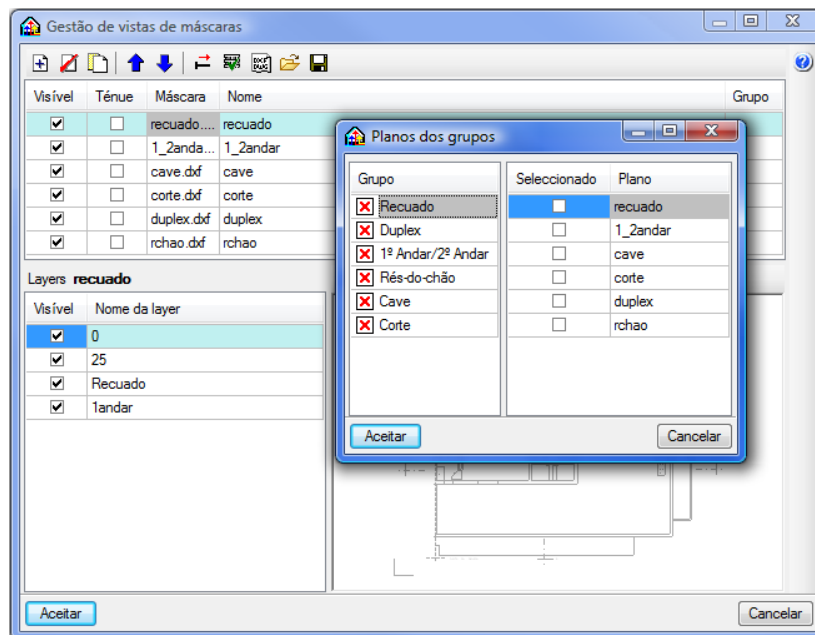 Gestão de vistas de máscaras
Visível Ténue Máscara Nome Grupo
recuado.... recuado
1_2anda... 1_2andar
cave.dxf cave
corte.dxf corte
duplex.dxf duplex
rchao.dxf rchao
Layers recuado
Visível Nome da layer
0
25
Recuado
1andar
Planos dos grupos
Grupo Seleccionado Plano
Recuado recuado
Duplex 1_2andar
1º Andar/2º Andar cave
Rés-do-chão corte
Cave duplex
Corte rchao
Aceitar Cancelar
Aceitar Cancelar